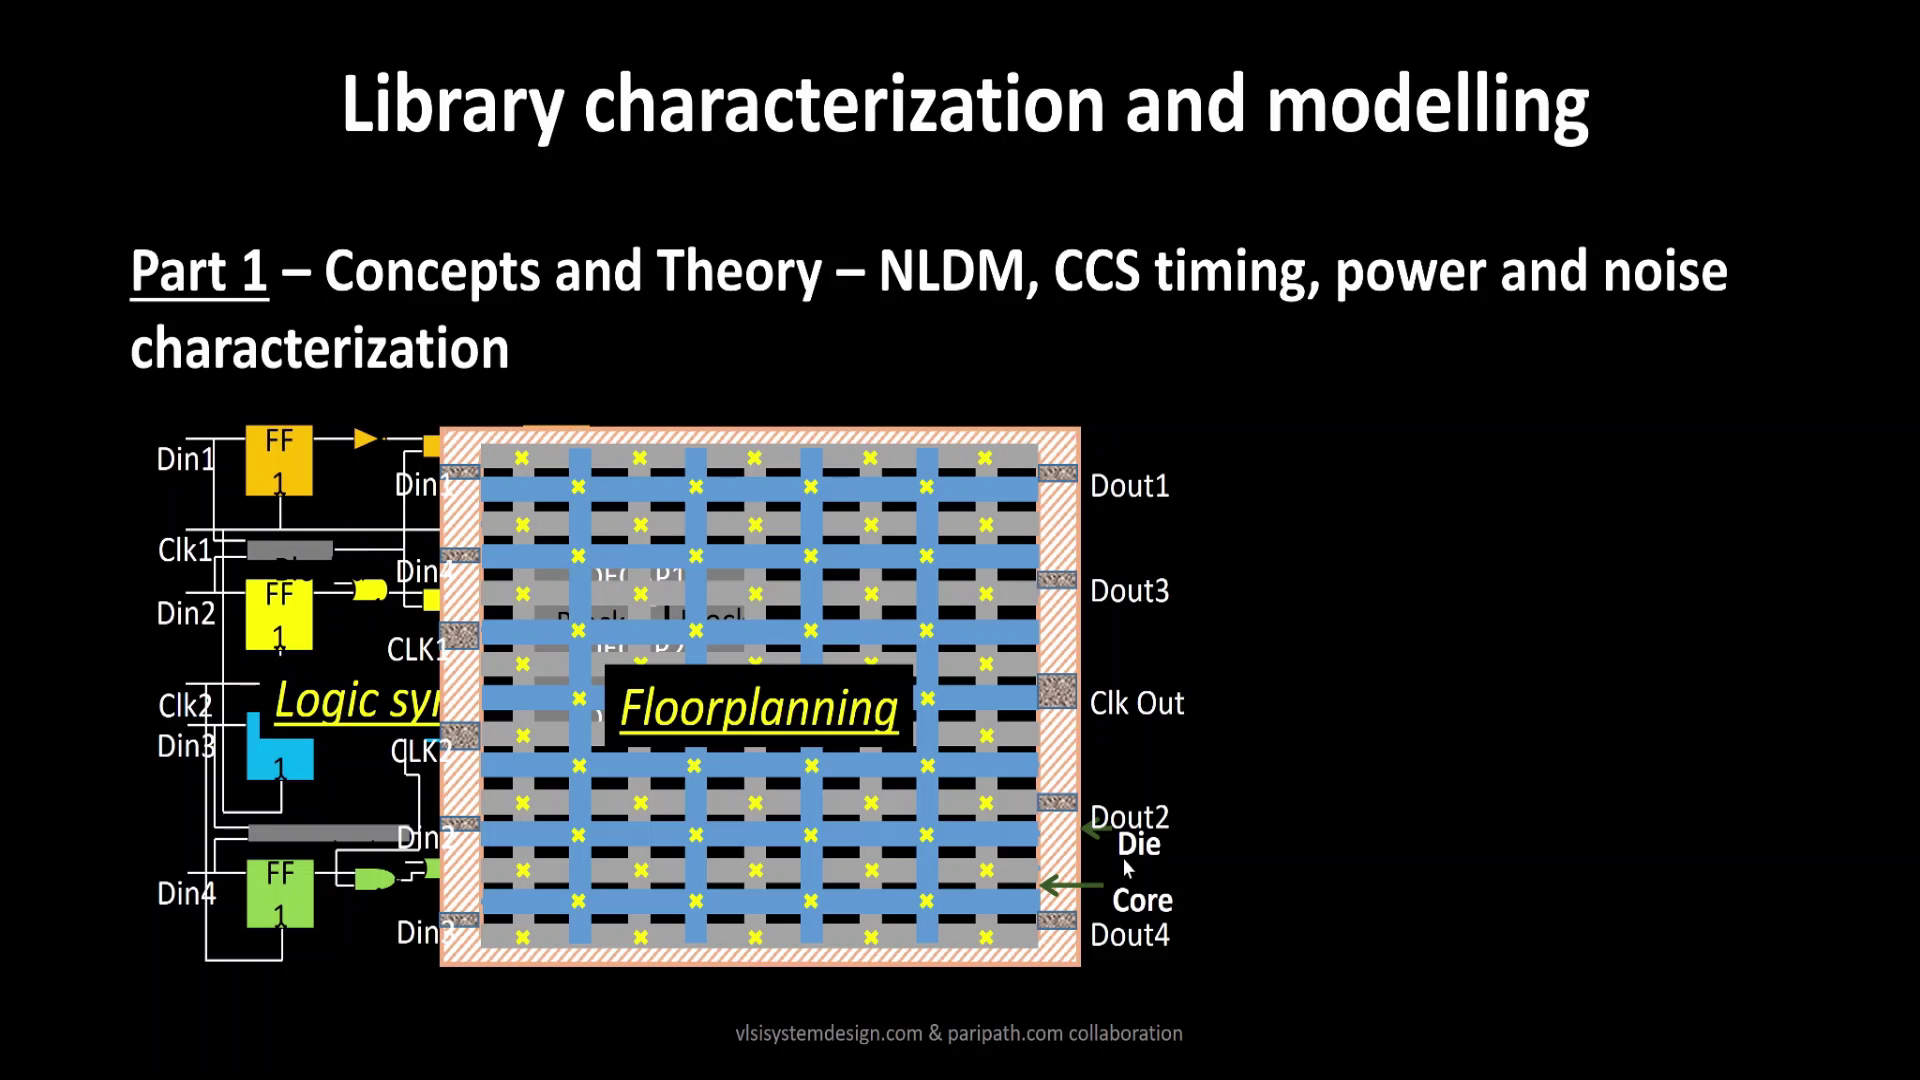 Library characterization and modelling
Part 1 – Concepts and Theory – NLDM, CCS timing, power and noise
characterization
FF
1
Din1
Din1
Dout1
Clk1
Din4
FF
1
Din2
Dout3
CLK1
Logic syn
Floorplanning
Clk2
Clk Out
Din3
1
CLK2
Dout2
Din2
Die
FF
1
Din4
Core
Din3
Dout4
vlsisystemdesign.com & paripath.com collaboration